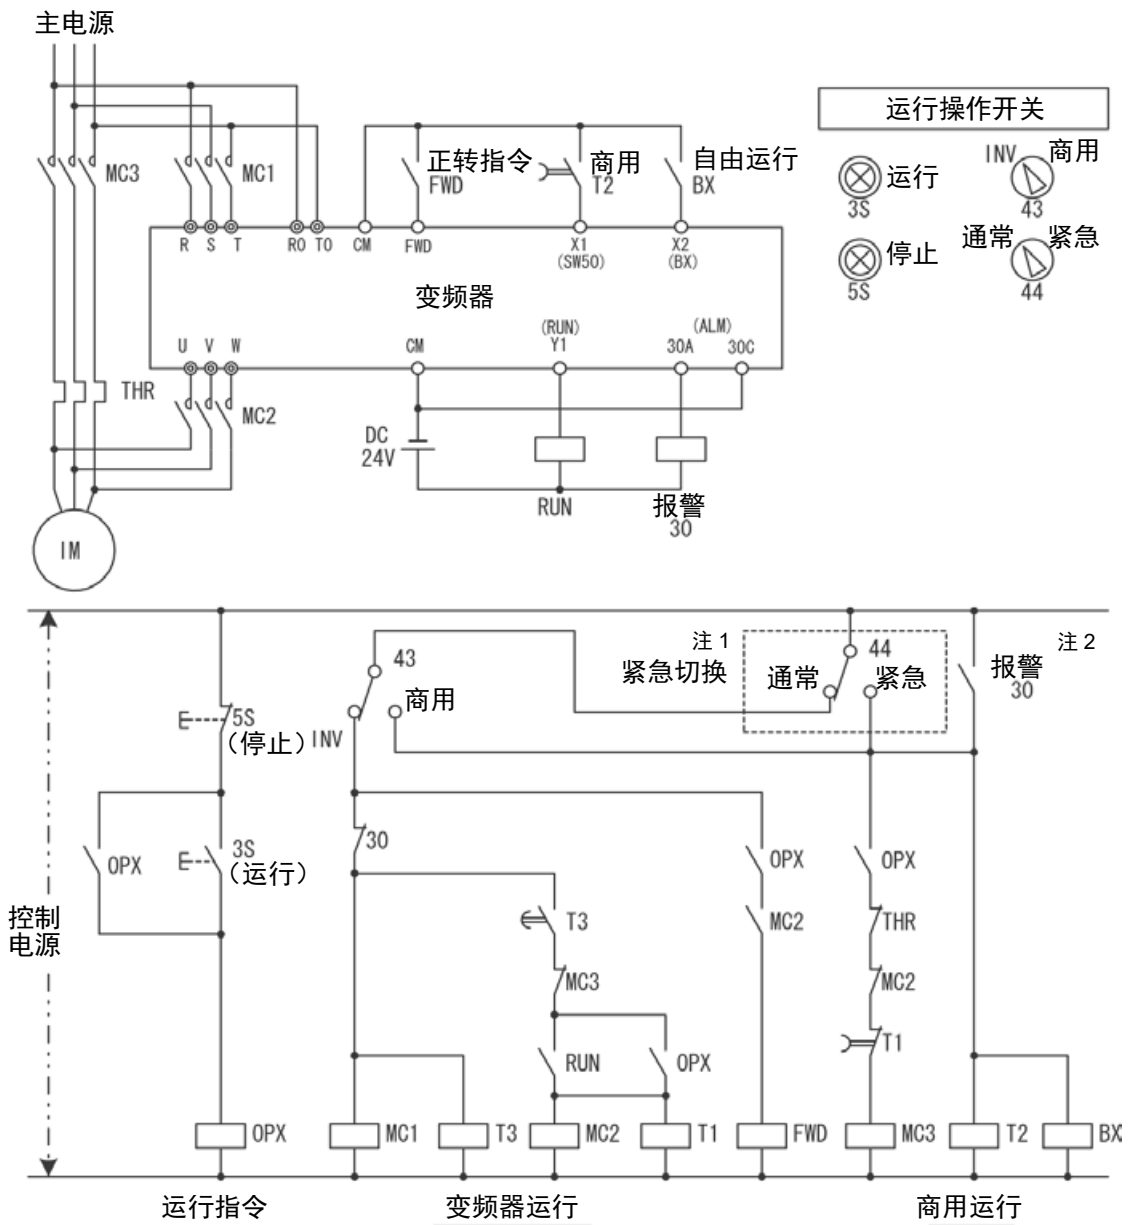 主电源
MC3
MC1
正转指令
FWD
商用
T2
自由运行
BX
运行操作开关
运行
3S
INV 商用
43
停止
5S
通常 紧急
44
R S T R0 T0 CM FWD X1 X2
(SW50) (BX)
变频器
(RUN) (ALM)
U V W CM Y1 30A 30C
THR
MC2
DC
24V
RUN
报警
30
IM
43
商用
INV
注 1
紧急切换
44
通常 紧急
报警
30
注 2
5S
(停止)
30
OPX
3S
(运行)
OPX
OPX
T3
MC2
THR
MC3
MC2
T1
RUN
OPX
控制
电源
OPX MC1 T3 MC2 T1 FWD MC3 T2 BX
运行指令 变频器运行 商用运行